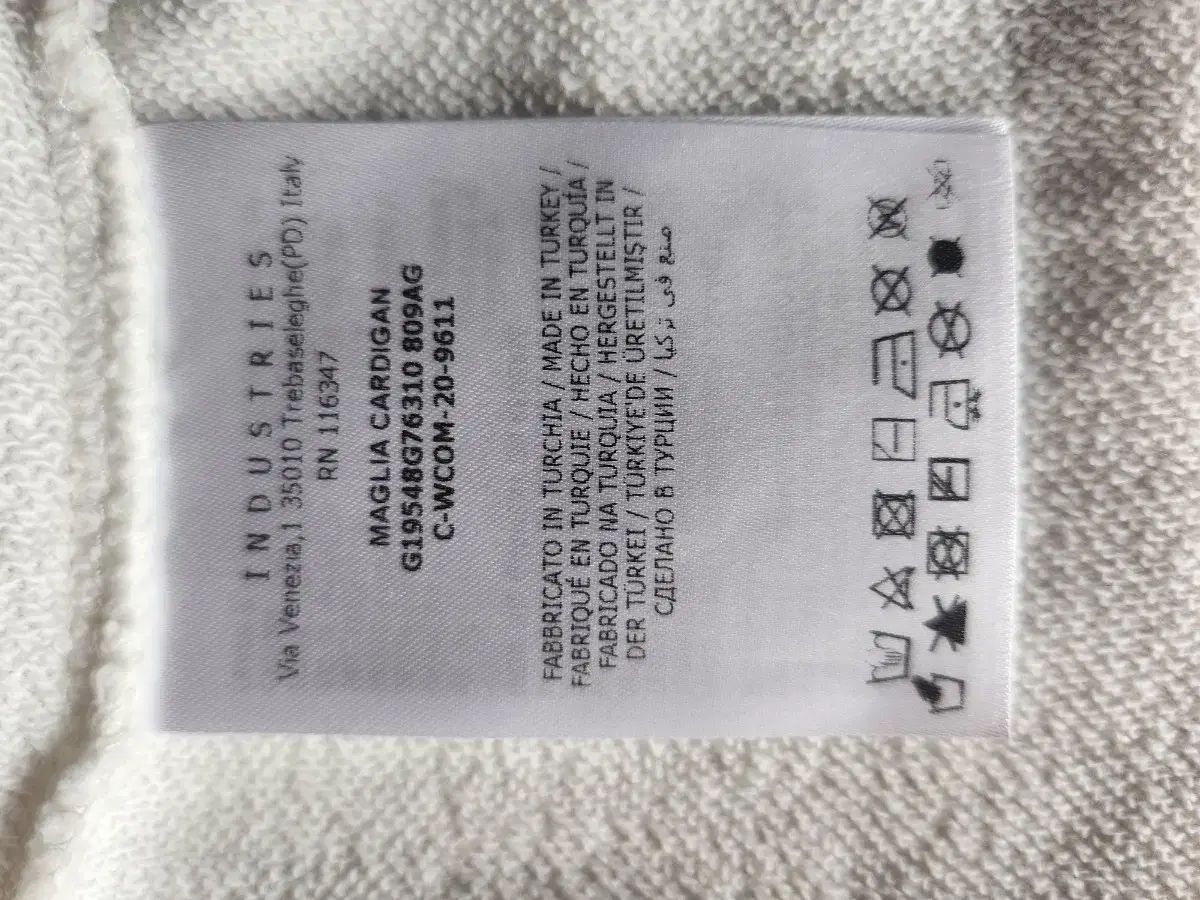 INDUSTRIES
Via Venezia,1 35010 Trebaseleghe(PD) Italy
RN 116347
MAGLIA CARDIGAN
G19548G76310 809AG
C-WCOM-20-9611
FABBRICATO IN TURCHIA / MADE IN TURKEY /
FABRIQUÉ EN TURQUIE / HECHO EN TURQUÍA /
FABRICADO NA TURQUIA / HERGESTELLT IN
DER TÜRKEI / TÜRKIYE'DE ÜRETILMIŞTIR /
СДЕЛАНО В ТУРЦИИ / صنع في تركيا